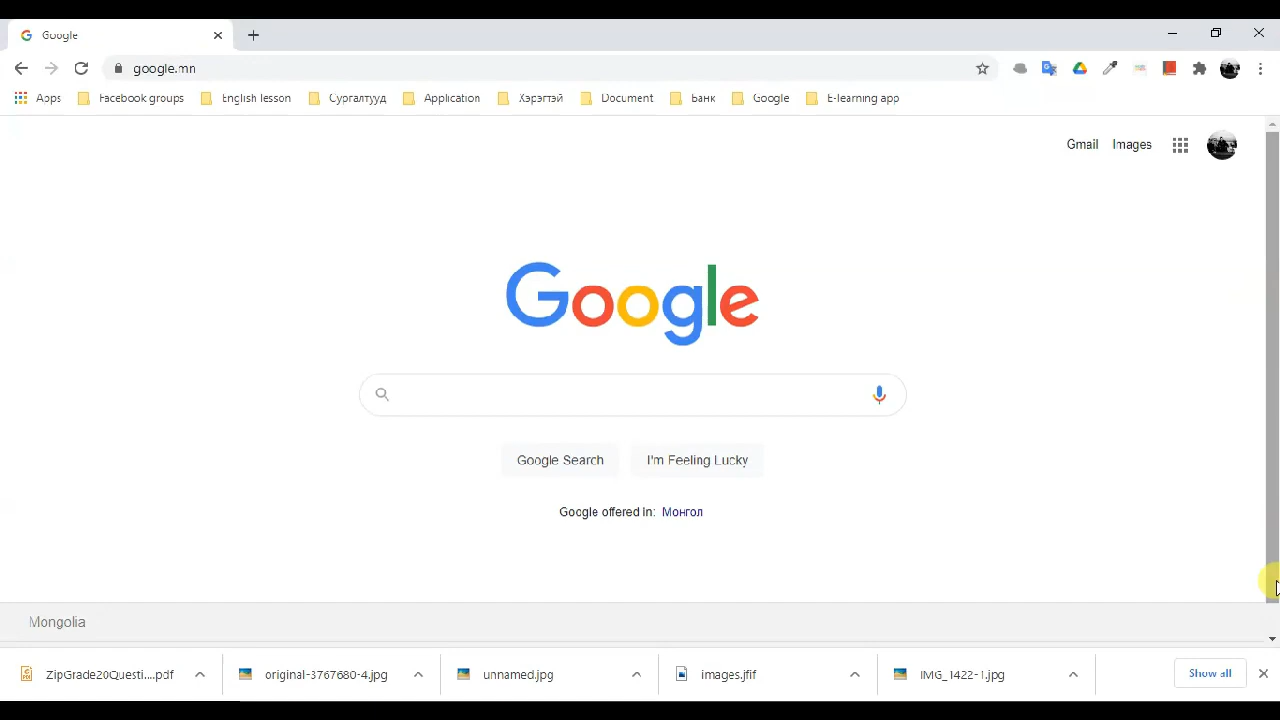 Google
google.mn
Apps Facebook groups English lesson Сургалтууд Application Хэрэгтэй Document Банк Google E-learning app
Gmail Images
Google
Google Search I'm Feeling Lucky
Google offered in: Монгол
Mongolia
ZipGrade20Questi....pdf original-3767680-4.jpg unnamed.jpg images.jfif IMG_1422-1.jpg Show all